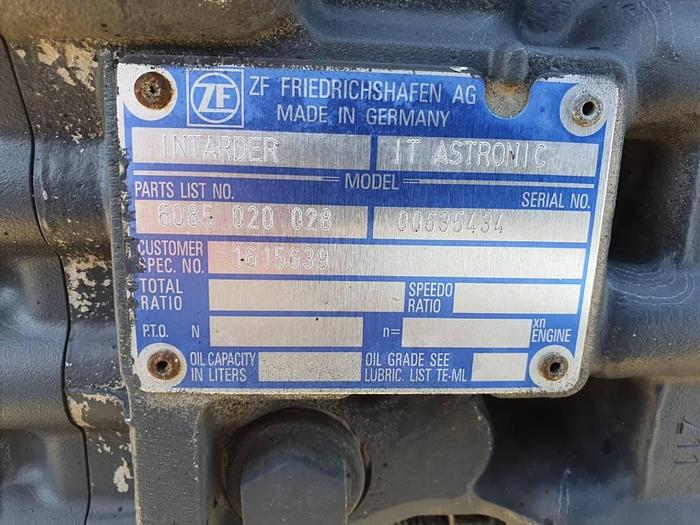 ZF ZF FRIEDRICHSHAFEN AG
MADE IN GERMANY
INTARDER IT ASTRONIC
MODEL
PARTS LIST NO. SERIAL NO.
6085 020 028 00685434
CUSTOMER SPEC. NO. 1615639
TOTAL RATIO SPEEDO RATIO
P.T.O. N n= xn ENGINE
OIL CAPACITY IN LITERS OIL GRADE SEE LUBRIC. LIST TE-ML